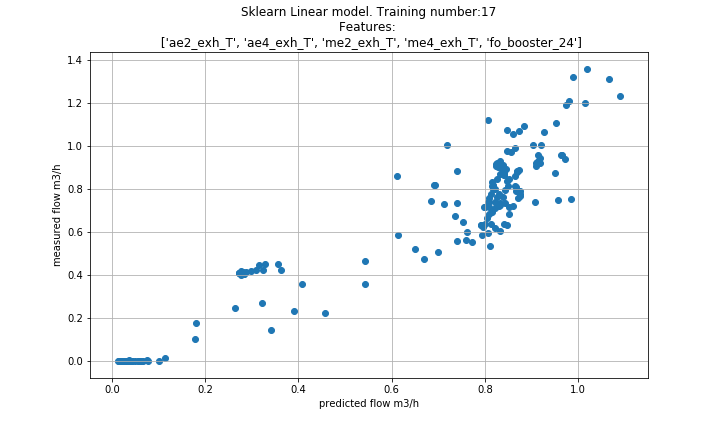 Sklearn Linear model. Training number:17
Features:
['ae2_exh_T', 'ae4_exh_T', 'me2_exh_T', 'me4_exh_T', 'fo_booster_24']
1.4
1.2
1.0
0.8
0.6
0.4
0.2
0.0
measured flow m3/h
0.0 0.2 0.4 0.6 0.8 1.0
predicted flow m3/h